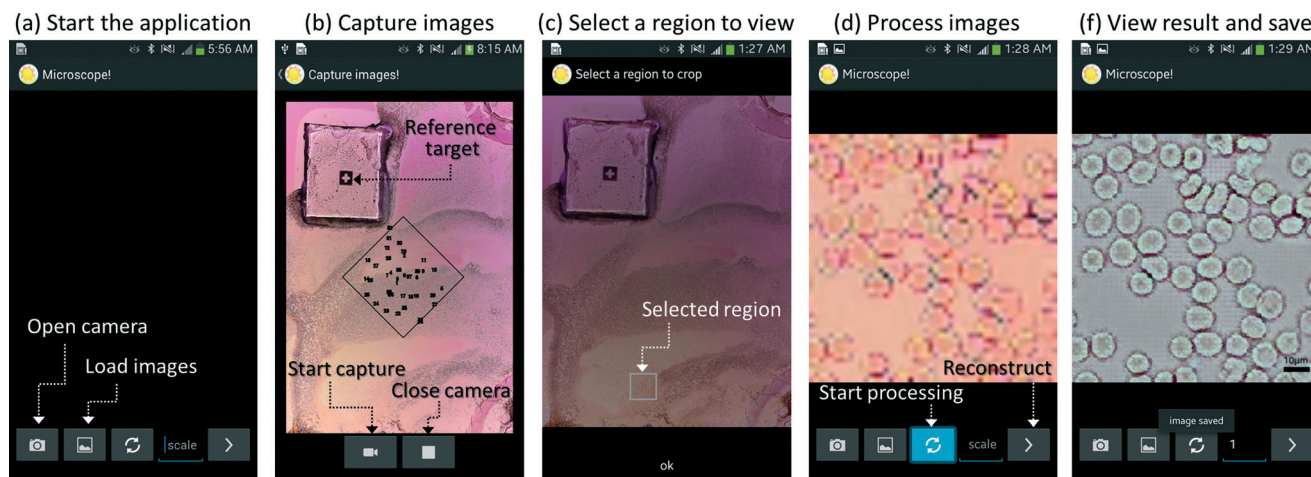 (a) Start the application
(b) Capture images
(c) Select a region to view
(d) Process images
(f) View result and save
5:56 AM
8:15 AM
1:27 AM
1:28 AM
1:29 AM
Microscope!
Capture images!
Select a region to crop
Microscope!
Microscope!
Open camera
Load images
scale
Reference
target
Start capture
Close camera
Selected region
ok
Reconstruct
Start processing
scale
10μm
image saved
1